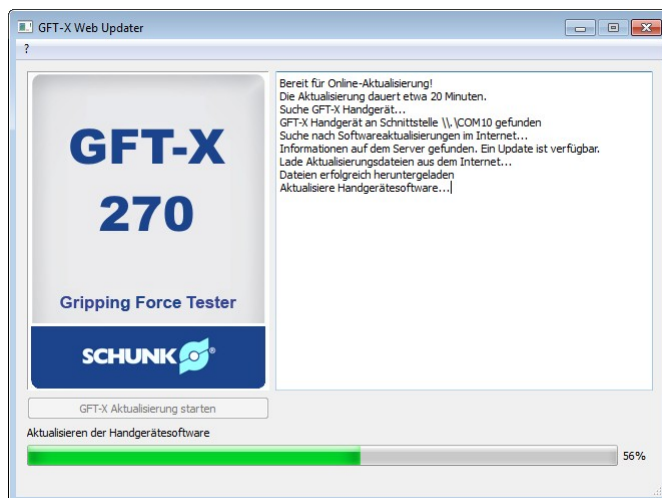 GFT-X Web Updater
?
GFT-X
270
Gripping Force Tester
SCHUNK
Bereit für Online-Aktualisierung!
Die Aktualisierung dauert etwa 20 Minuten.
Suche GFT-X Handgerät...
GFT-X Handgerät an Schnittstelle \\.\COM10 gefunden
Suche nach Softwareaktualisierungen im Internet...
Informationen auf dem Server gefunden. Ein Update ist verfügbar.
Lade Aktualisierungsdateien aus dem Internet...
Dateien erfolgreich heruntergeladen
Aktualisiere Handgerätesoftware...
GFT-X Aktualisierung starten
Aktualisieren der Handgerätesoftware
56%